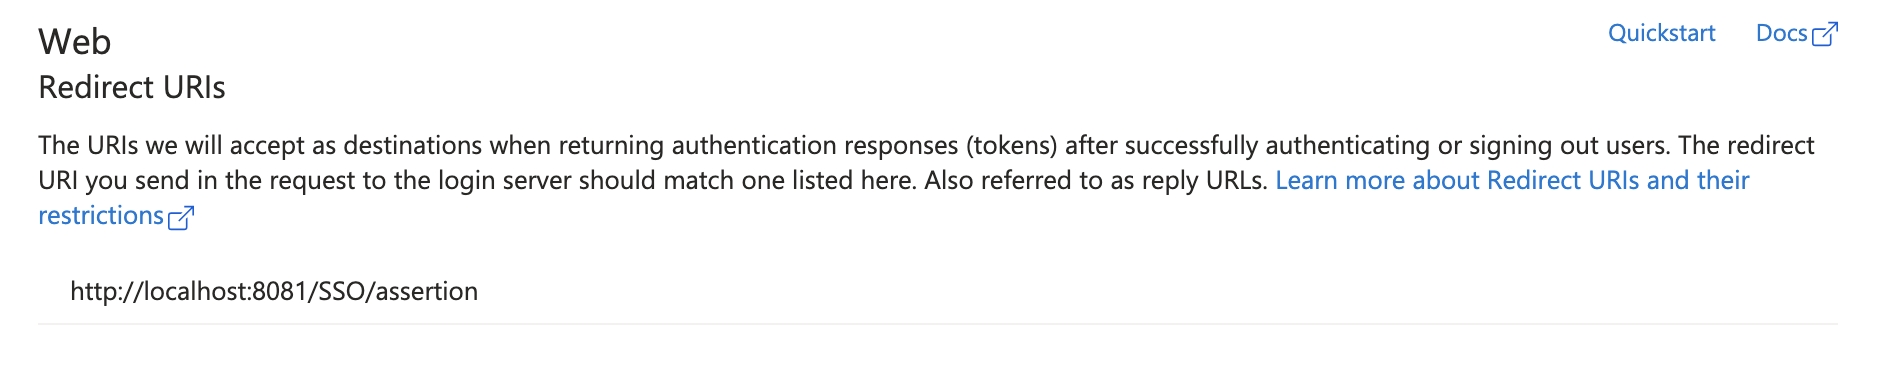 Web
Quickstart Docs
Redirect URIs
The URIs we will accept as destinations when returning authentication responses (tokens) after successfully authenticating or signing out users. The redirect
URI you send in the request to the login server should match one listed here. Also referred to as reply URLs. Learn more about Redirect URIs and their
restrictions
http://localhost:8081/SSO/assertion